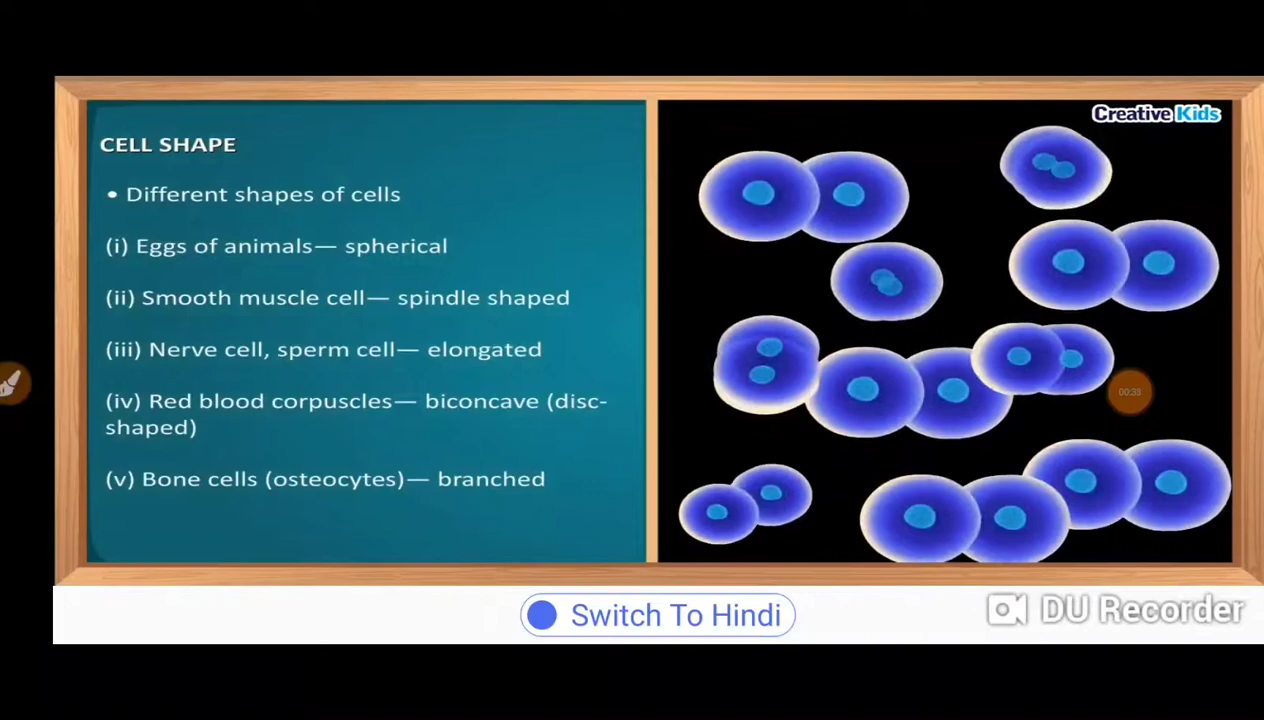 Creative Kids
CELL SHAPE
• Different shapes of cells
(i) Eggs of animals— spherical
(ii) Smooth muscle cell— spindle shaped
(iii) Nerve cell, sperm cell— elongated
(iv) Red blood corpuscles— biconcave (disc-
shaped)
(v) Bone cells (osteocytes)— branched
00:33
Switch To Hindi
DU Recorder